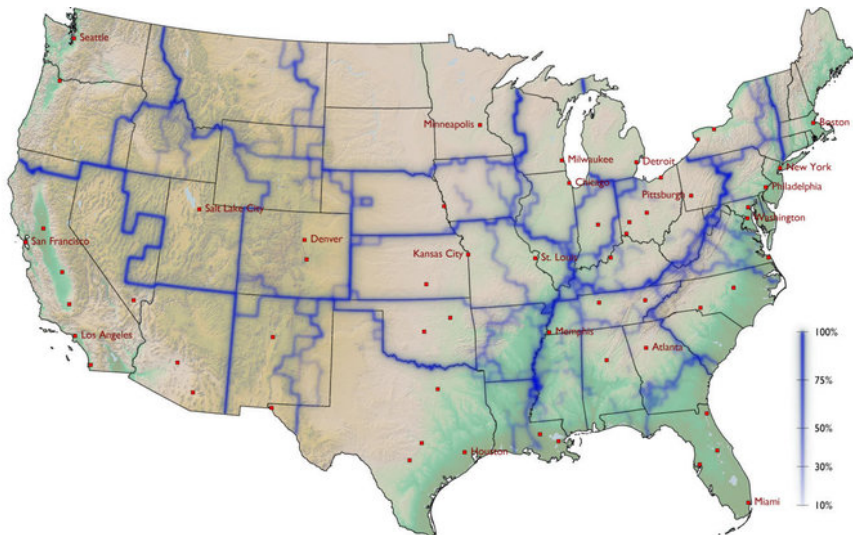 Seattle
Minneapolis
Boston
Milwaukee
Detroit
New York
Chicago
Pittsburgh
Philadelphia
Salt Lake City
Washington
San Francisco
Denver
Kansas City
St. Louis
Los Angeles
Memphis
Atlanta
100%
75%
50%
Houston
30%
Miami
10%